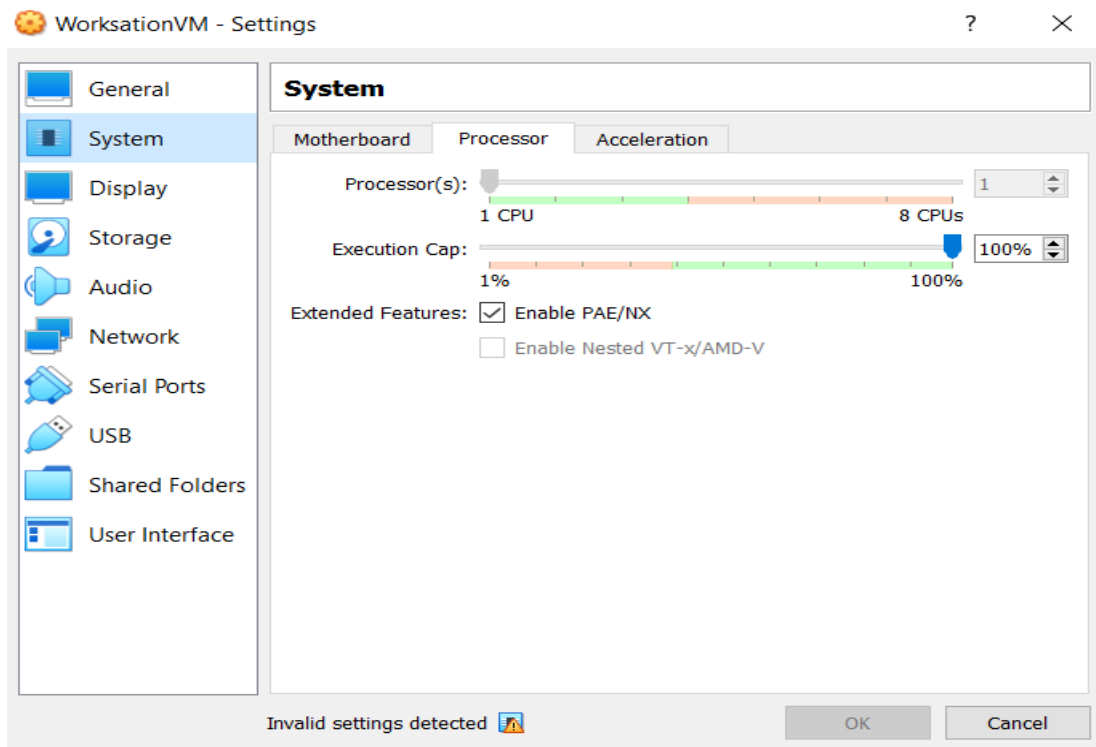 WorksationVM - Settings ?
General
System
Display
Storage
Audio
Network
Serial Ports
USB
Shared Folders
User Interface
System
Motherboard Processor Acceleration
Processor(s): 1
1 CPU 8 CPUs
Execution Cap: 100%
1% 100%
Extended Features: Enable PAE/NX
Enable Nested VT-x/AMD-V
Invalid settings detected OK Cancel